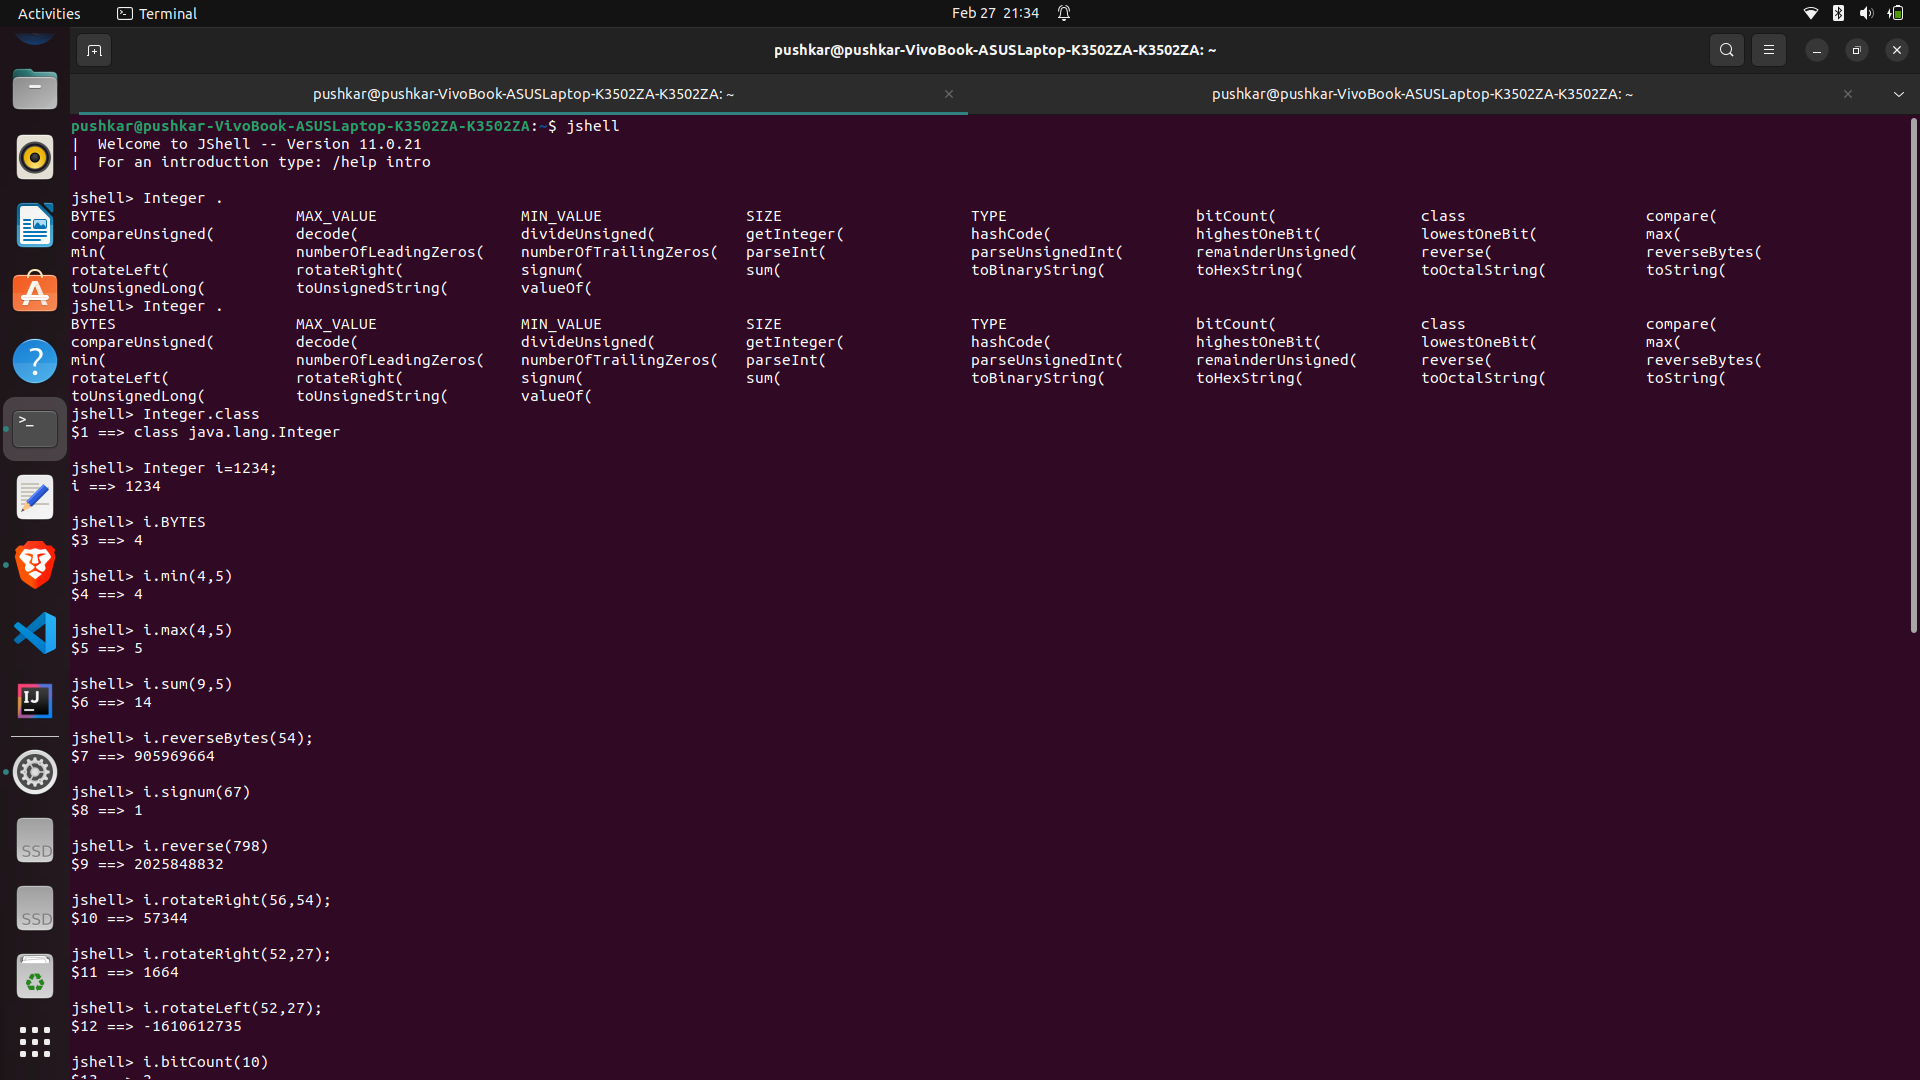 Activities Terminal Feb 27 21:34
pushkar@pushkar-VivoBook-ASUSLaptop-K3502ZA-K3502ZA: ~
pushkar@pushkar-VivoBook-ASUSLaptop-K3502ZA-K3502ZA: ~ pushkar@pushkar-VivoBook-ASUSLaptop-K3502ZA-K3502ZA: ~
pushkar@pushkar-VivoBook-ASUSLaptop-K3502ZA-K3502ZA:~$ jshell
| Welcome to JShell -- Version 11.0.21
| For an introduction type: /help intro
jshell> Integer .
BYTES MAX_VALUE MIN_VALUE SIZE TYPE bitCount( class compare(
compareUnsigned( decode( divideUnsigned( getInteger( hashCode( highestOneBit( lowestOneBit( max(
min( numberOfLeadingZeros( numberOfTrailingZeros( parseInt( parseUnsignedInt( remainderUnsigned( reverse( reverseBytes(
rotateLeft( rotateRight( signum( sum( toBinaryString( toHexString( toOctalString( toString(
toUnsignedLong( toUnsignedString( valueOf(
jshell> Integer .
BYTES MAX_VALUE MIN_VALUE SIZE TYPE bitCount( class compare(
compareUnsigned( decode( divideUnsigned( getInteger( hashCode( highestOneBit( lowestOneBit( max(
min( numberOfLeadingZeros( numberOfTrailingZeros( parseInt( parseUnsignedInt( remainderUnsigned( reverse( reverseBytes(
rotateLeft( rotateRight( signum( sum( toBinaryString( toHexString( toOctalString( toString(
toUnsignedLong( toUnsignedString( valueOf(
jshell> Integer.class
$1 ==> class java.lang.Integer
jshell> Integer i=1234;
i ==> 1234
jshell> i.BYTES
$3 ==> 4
jshell> i.min(4,5)
$4 ==> 4
jshell> i.max(4,5)
$5 ==> 5
jshell> i.sum(9,5)
$6 ==> 14
jshell> i.reverseBytes(54);
$7 ==> 905969664
jshell> i.signum(67)
$8 ==> 1
jshell> i.reverse(798)
$9 ==> 2025848832
jshell> i.rotateRight(56,54);
$10 ==> 57344
jshell> i.rotateRight(52,27);
$11 ==> 1664
jshell> i.rotateLeft(52,27);
$12 ==> -1610612735
jshell> i.bitCount(10)
IJ
SSD
SSD